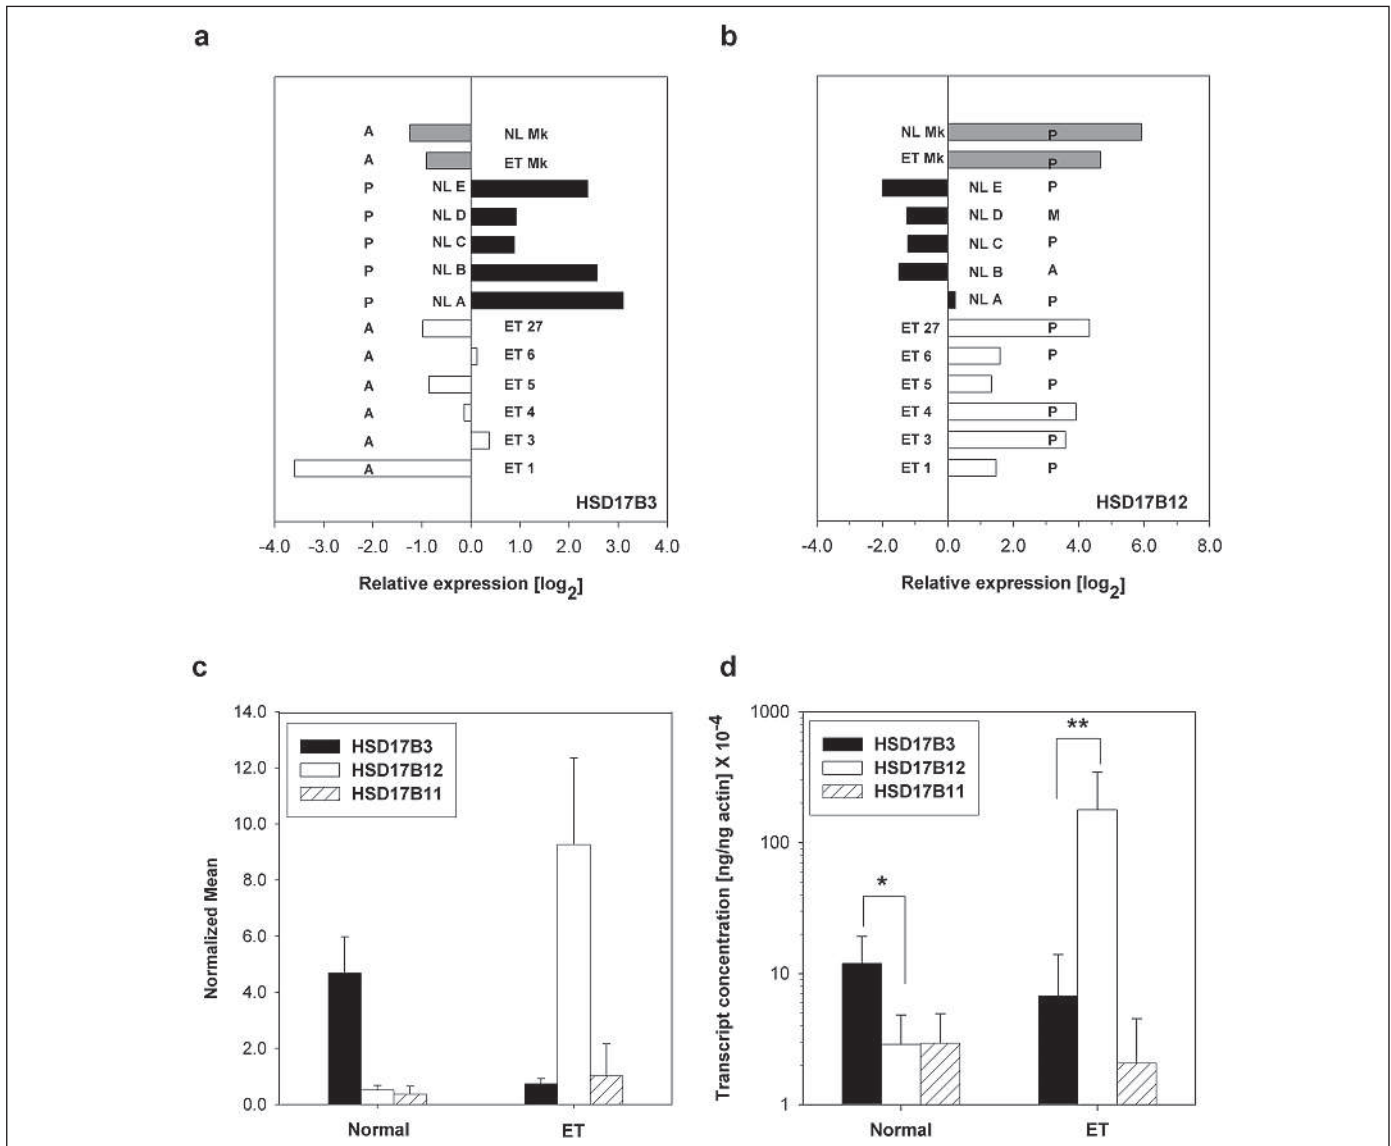 a
A NL Mk
A ET Mk
P NL E
P NL D
P NL C
P NL B
P NL A
A ET 27
A ET 6
A ET 5
A ET 4
A ET 3
A ET 1
HSD17B3
-4.0 -3.0 -2.0 -1.0 0.0 1.0 2.0 3.0 4.0
Relative expression [log2]
b
NL Mk P
ET Mk P
NL E P
NL D M
NL C P
NL B A
NL A P
ET 27 P
ET 6 P
ET 5 P
ET 4 P
ET 3 P
ET 1 P
HSD17B12
-4.0 -2.0 0.0 2.0 4.0 6.0 8.0
Relative expression [log2]
c
Normalized Mean
14.0
12.0
10.0
8.0
6.0
4.0
2.0
0.0
HSD17B3
HSD17B12
HSD17B11
Normal ET
d
Transcript concentration [ng/ng actin] X 10-4
1000
100
10
1
HSD17B3
HSD17B12
HSD17B11
*
**
Normal ET